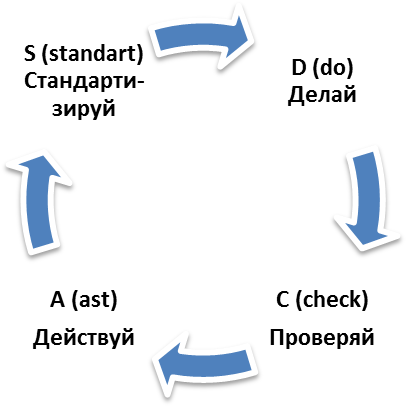 S (standart)
Стандарти-
зируй
D (do)
Делай
C (check)
Проверяй
A (ast)
Действуй